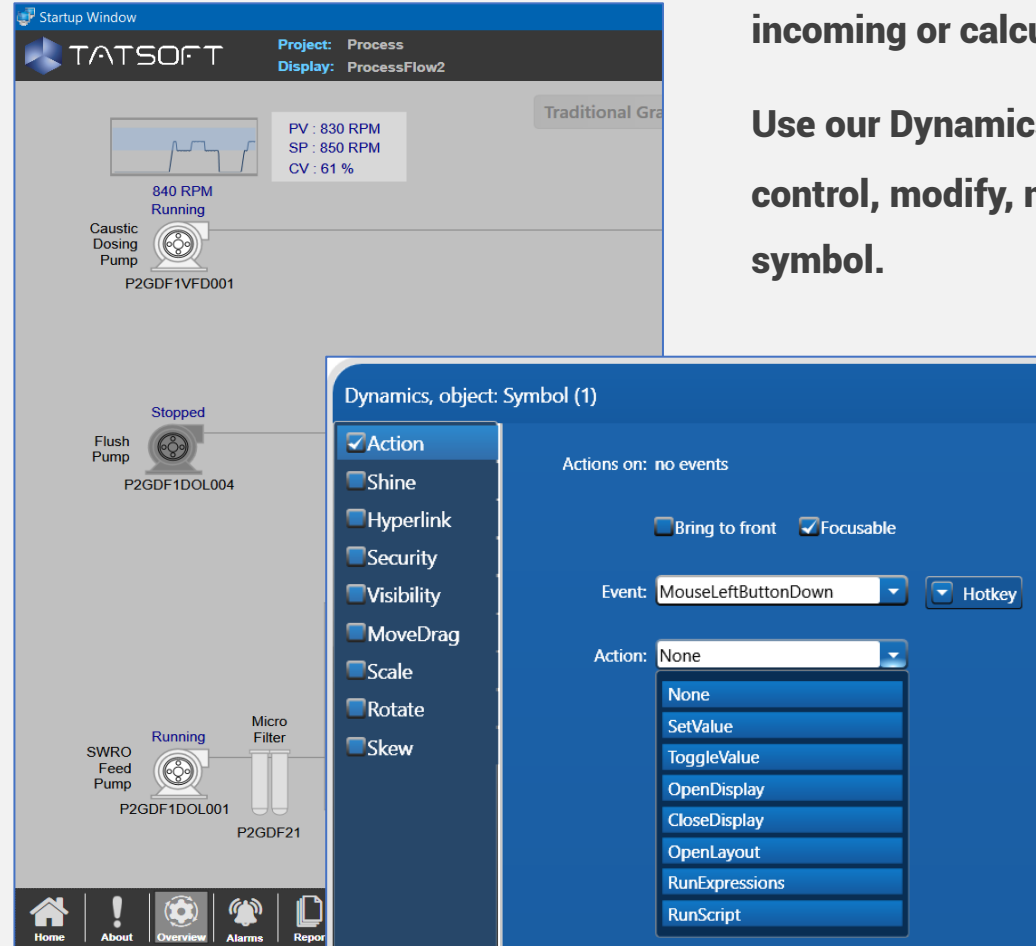 Startup Window
TATSOFT
Project: Process
Display: ProcessFlow2
Traditional Gra
PV : 830 RPM
SP : 850 RPM
CV : 61 %
840 RPM
Running
Caustic
Dosing
Pump
P2GDF1VFD001
Stopped
Flush
Pump
P2GDF1DOL004
Running
SWRO
Feed
Pump
P2GDF1DOL001
Micro
Filter
P2GDF21
Home
About
Overview
Alarms
Repor
incoming or calcu
Use our Dynamic
control, modify,
symbol.
Dynamics, object: Symbol (1)
Action
Shine
Hyperlink
Security
Visibility
MoveDrag
Scale
Rotate
Skew
Actions on: no events
Bring to front Focusable
Event: MouseLeftButtonDown Hotkey
Action: None
None
SetValue
ToggleValue
OpenDisplay
CloseDisplay
OpenLayout
RunExpressions
RunScript